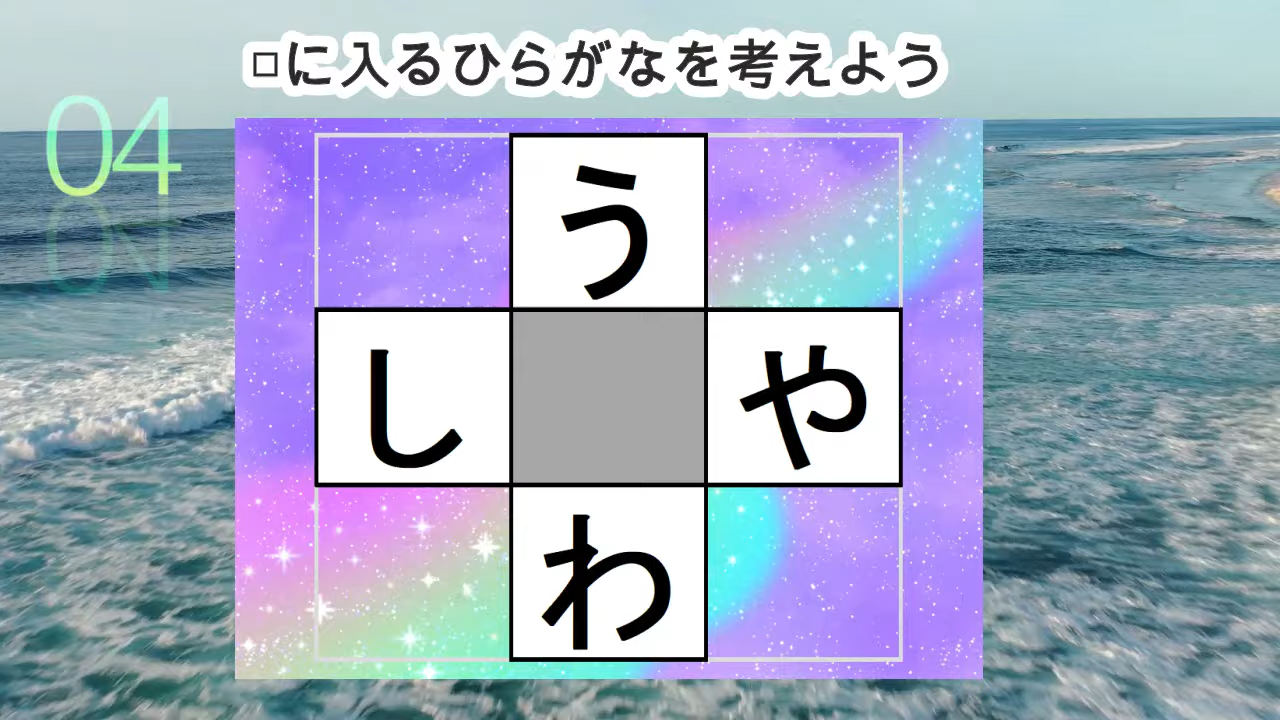 □に入るひらがなを考えよう
04
う
し や
わ